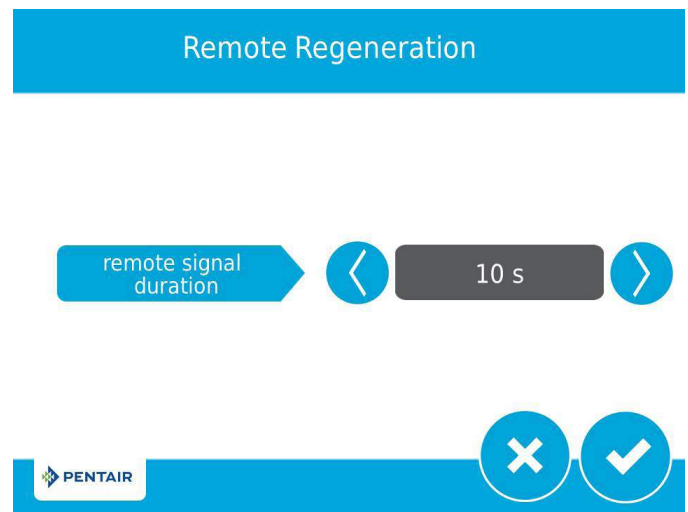 Remote Regeneration
remote signal
duration
10 s
PENTAIR